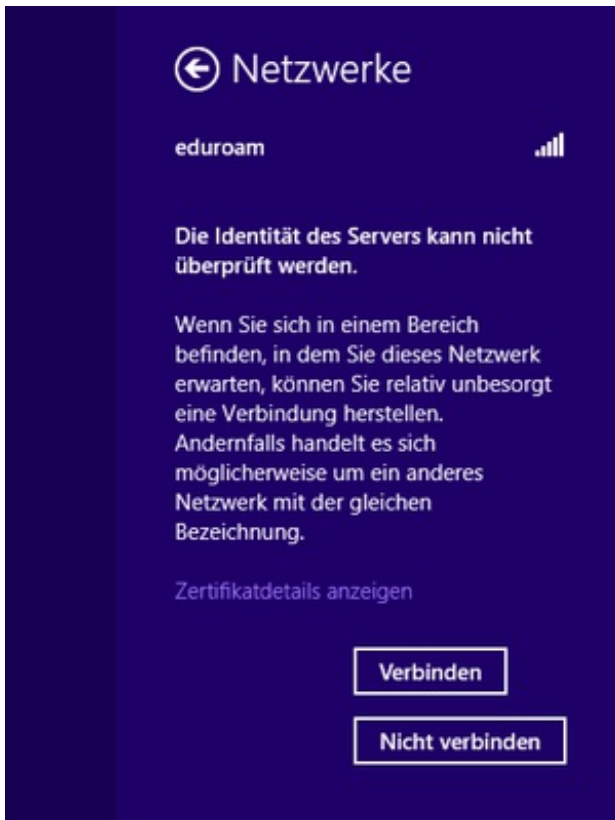 Netzwerke
eduroam
Die Identität des Servers kann nicht
überprüft werden.
Wenn Sie sich in einem Bereich
befinden, in dem Sie dieses Netzwerk
erwarten, können Sie relativ unbesorgt
eine Verbindung herstellen.
Andernfalls handelt es sich
möglicherweise um ein anderes
Netzwerk mit der gleichen
Bezeichnung.
Zertifikatdetails anzeigen
Verbinden
Nicht verbinden